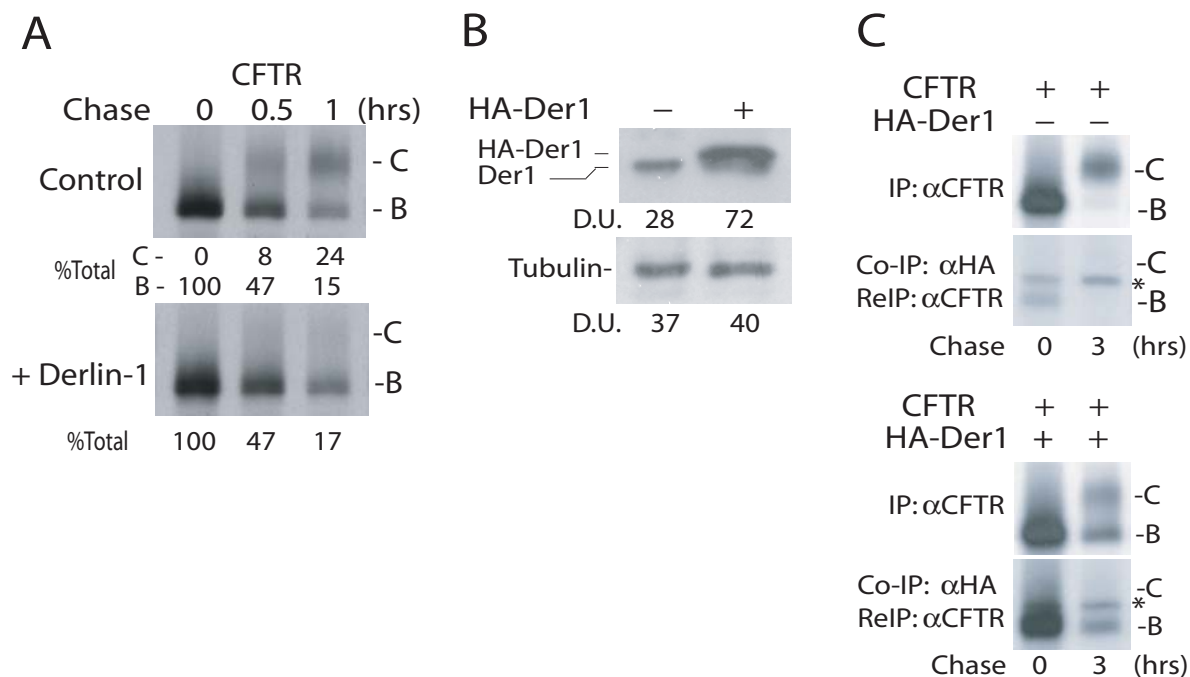 A
CFTR
Chase 0 0.5 1 (hrs)
Control
- C
- B
%Total
C - 0 8 24
B - 100 47 15
+ Derlin-1
-C
-B
%Total 100 47 17
B
HA-Der1 − +
HA-Der1
Der1
D.U. 28 72
Tubulin-
D.U. 37 40
C
CFTR + +
HA-Der1 − −
IP: αCFTR
-C
-B
Co-IP: αHA
ReIP: αCFTR
-C
*
-B
Chase 0 3 (hrs)
CFTR + +
HA-Der1 + +
IP: αCFTR
-C
-B
Co-IP: αHA
ReIP: αCFTR
-C
*
-B
Chase 0 3 (hrs)